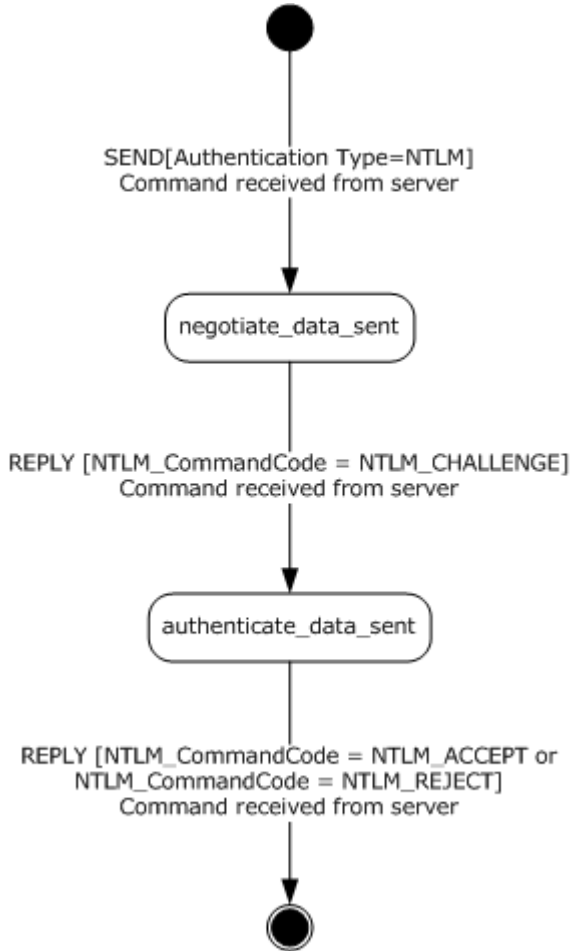 SEND[Authentication Type=NTLM]
Command received from server
negotiate_data_sent
REPLY [NTLM_CommandCode = NTLM_CHALLENGE]
Command received from server
authenticate_data_sent
REPLY [NTLM_CommandCode = NTLM_ACCEPT or
NTLM_CommandCode = NTLM_REJECT]
Command received from server